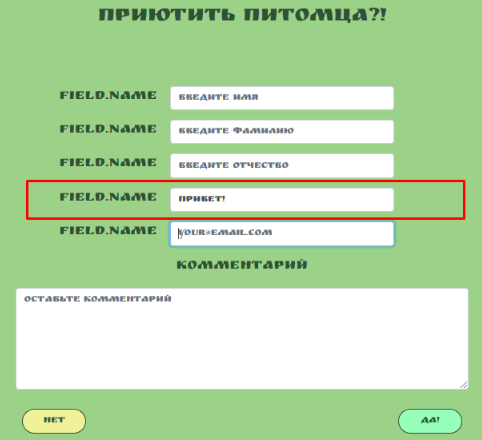 ПРИЮТИТЬ ПИТОМЦА?!
FIELD.NAME ВВЕДИТЕ ИМЯ
FIELD.NAME ВВЕДИТЕ ФАМИЛИЮ
FIELD.NAME ВВЕДИТЕ ОТЧЕСТВО
FIELD.NAME ПРИВЕТ!
FIELD.NAME YOUR@EMAIL.COM
КОММЕНТАРИЙ
ОСТАВЬТЕ КОММЕНТАРИЙ
НЕТ ДА!